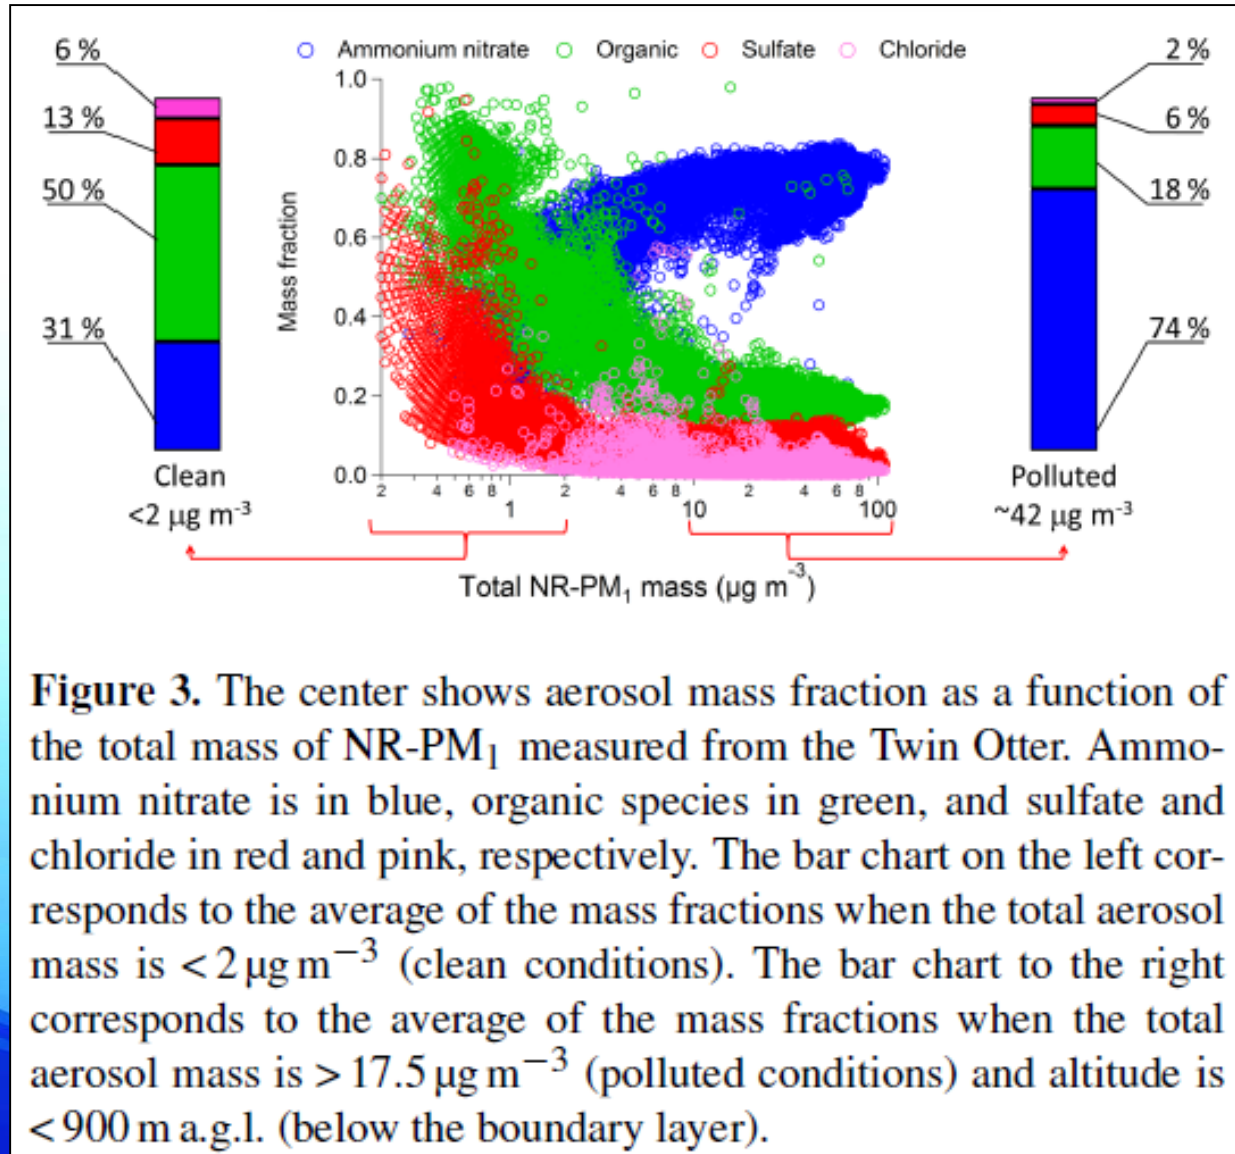 Ammonium nitrate Organic Sulfate Chloride
6 %
13 %
50 %
31 %
Clean
<2 µg m-3
Mass fraction
1.0
0.8
0.6
0.4
0.2
0.0
2 4 6 8 2 4 6 8 2 4 6 8
1 10 100
Total NR-PM1 mass (µg m-3)
2 %
6 %
18 %
74 %
Polluted
~42 µg m-3
Figure 3. The center shows aerosol mass fraction as a function of
the total mass of NR-PM1 measured from the Twin Otter. Ammo-
nium nitrate is in blue, organic species in green, and sulfate and
chloride in red and pink, respectively. The bar chart on the left cor-
responds to the average of the mass fractions when the total aerosol
mass is < 2 µg m−3 (clean conditions). The bar chart to the right
corresponds to the average of the mass fractions when the total
aerosol mass is > 17.5 µg m−3 (polluted conditions) and altitude is
< 900 m a.g.l. (below the boundary layer).